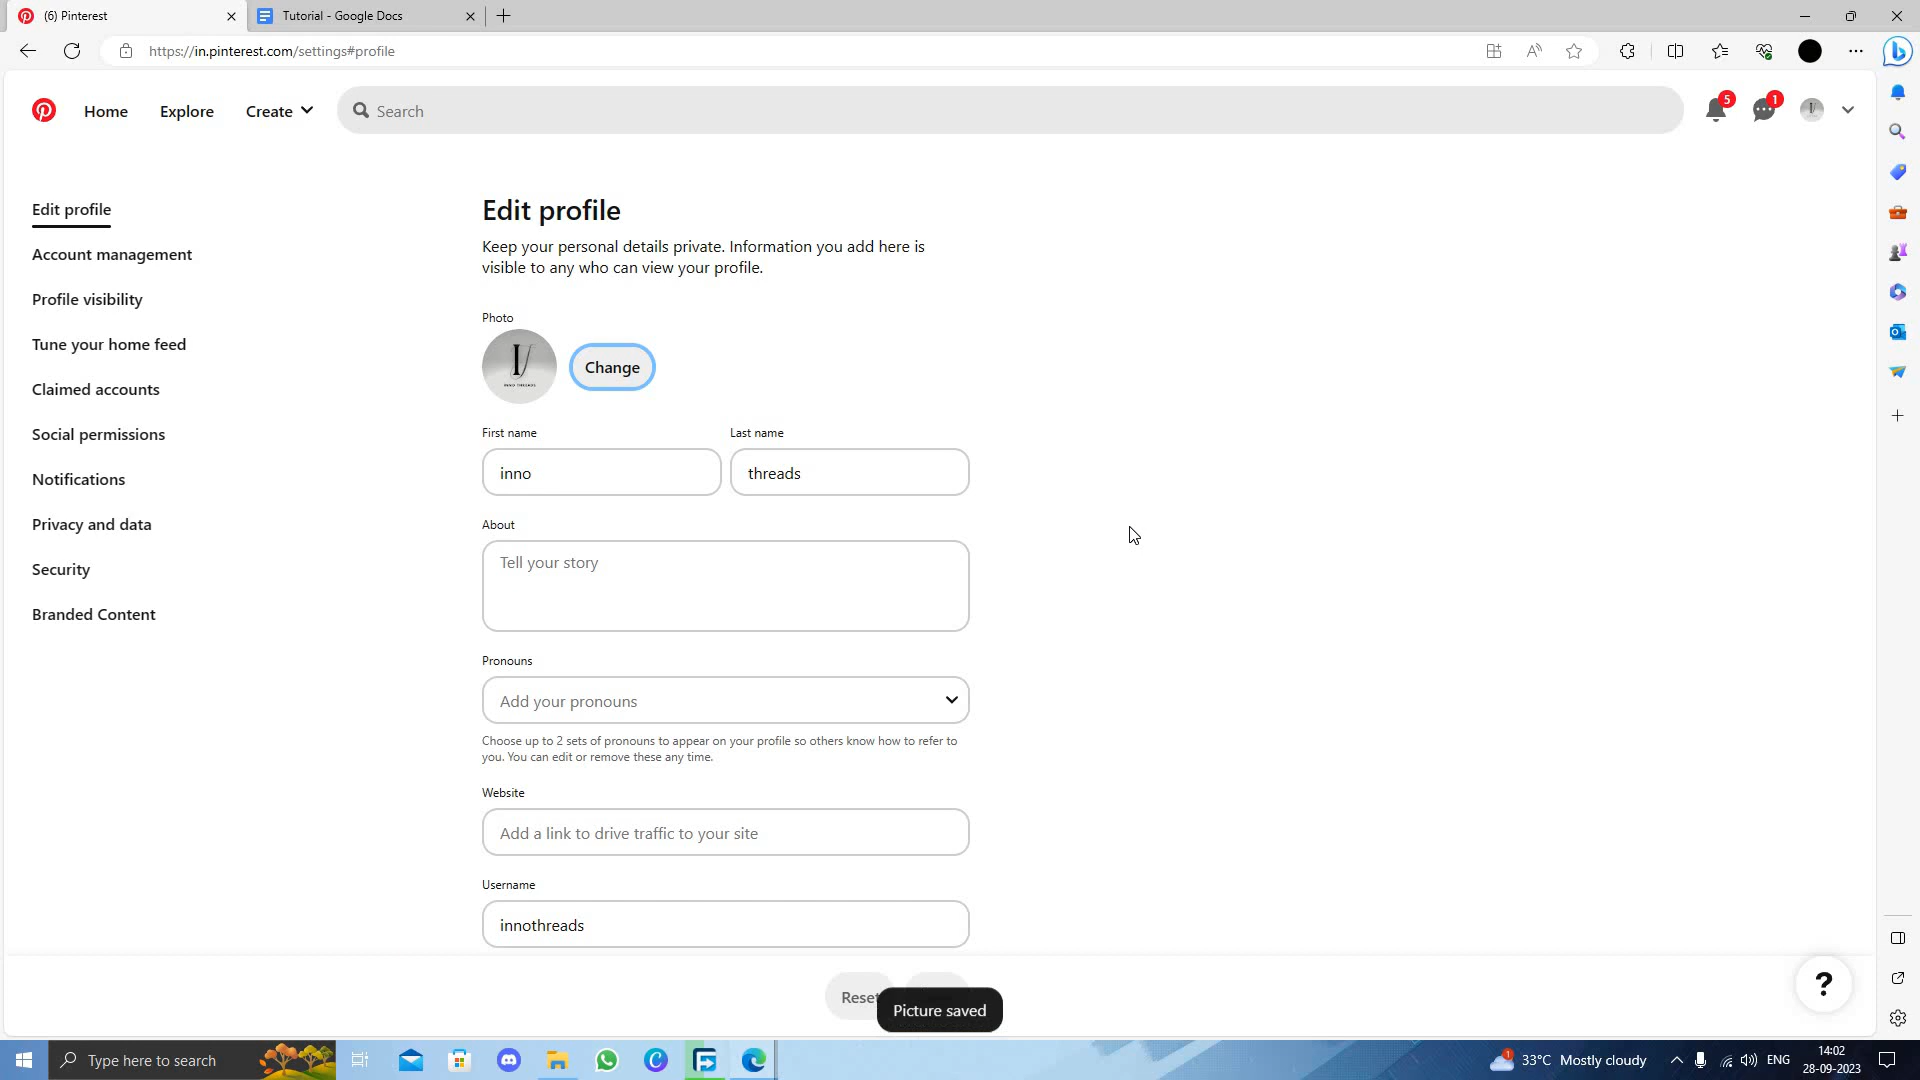 (6) Pinterest
Tutorial - Google Docs
https://in.pinterest.com/settings#profile
Home
Explore
Create
Search
5
1
Edit profile
Account management
Profile visibility
Tune your home feed
Claimed accounts
Social permissions
Notifications
Privacy and data
Security
Branded Content
Edit profile
Keep your personal details private. Information you add here is
visible to any who can view your profile.
Photo
INNO THREADS
Change
First name
Last name
inno
threads
About
Tell your story
Pronouns
Add your pronouns
Choose up to 2 sets of pronouns to appear on your profile so others know how to refer to
you. You can edit or remove these any time.
Website
Add a link to drive traffic to your site
Username
innothreads
Reset
Picture saved
?
Type here to search
1
33°C Mostly cloudy
ENG
14:02
28-09-2023